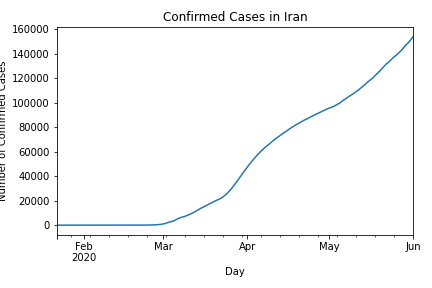 Confirmed Cases in Iran
160000
140000
120000
100000
80000
60000
40000
20000
0
Number of Confirmed Cases
Feb
2020
Mar
Apr
May
Jun
Day